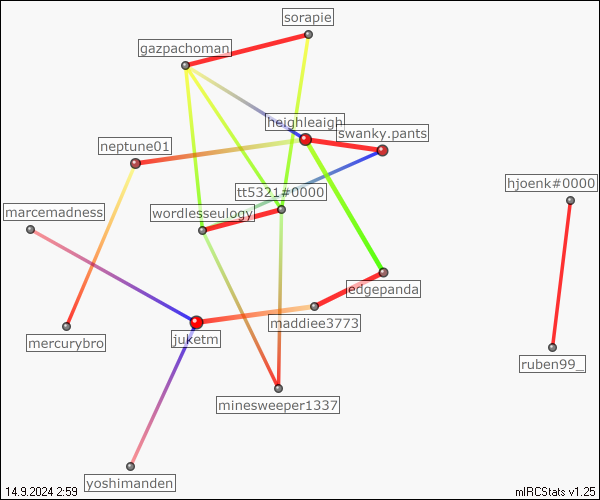 sorapie
gazpachoman
heighleaigh
swanky.pants
neptune01
hjoenk#0000
tt5321#0000
marcemadness
wordlesseulogy
edgepanda
maddiee3773
juketm
mercurybro
ruben99_
minesweeper1337
yoshimanden
14.9.2024 2:59
mIRCStats v1.25